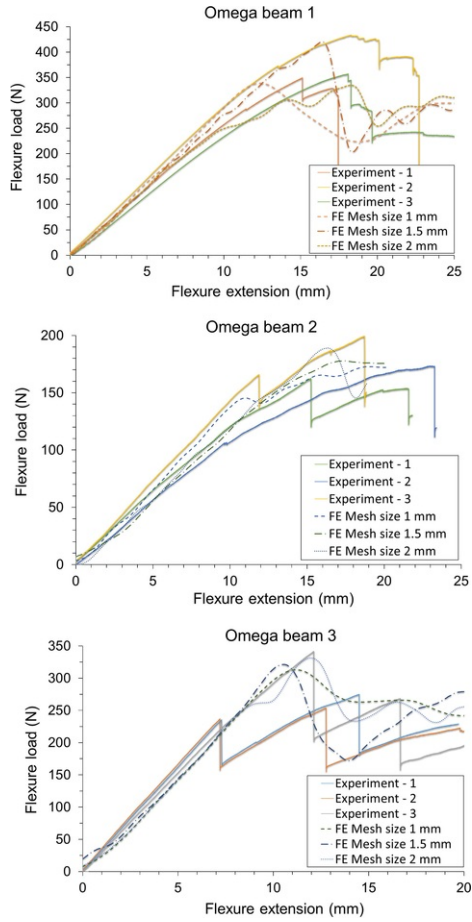 Omega beam 1
Flexure load (N)
450
400
350
300
250
200
150
100
50
0
0
5
10
15
20
25
Flexure extension (mm)
Experiment - 1
Experiment - 2
Experiment - 3
FE Mesh size 1 mm
FE Mesh size 1.5 mm
FE Mesh size 2 mm
Omega beam 2
Flexure load (N)
200
150
100
50
0
0
5
10
15
20
25
Flexure extension (mm)
Experiment - 1
Experiment - 2
Experiment - 3
FE Mesh size 1 mm
FE Mesh size 1.5 mm
FE Mesh size 2 mm
Omega beam 3
Flexure load (N)
350
300
250
200
150
100
50
0
0
4
8
12
16
20
Flexure extension (mm)
Experiment - 1
Experiment - 2
Experiment - 3
FE Mesh size 1 mm
FE Mesh size 1.5 mm
FE Mesh size 2 mm